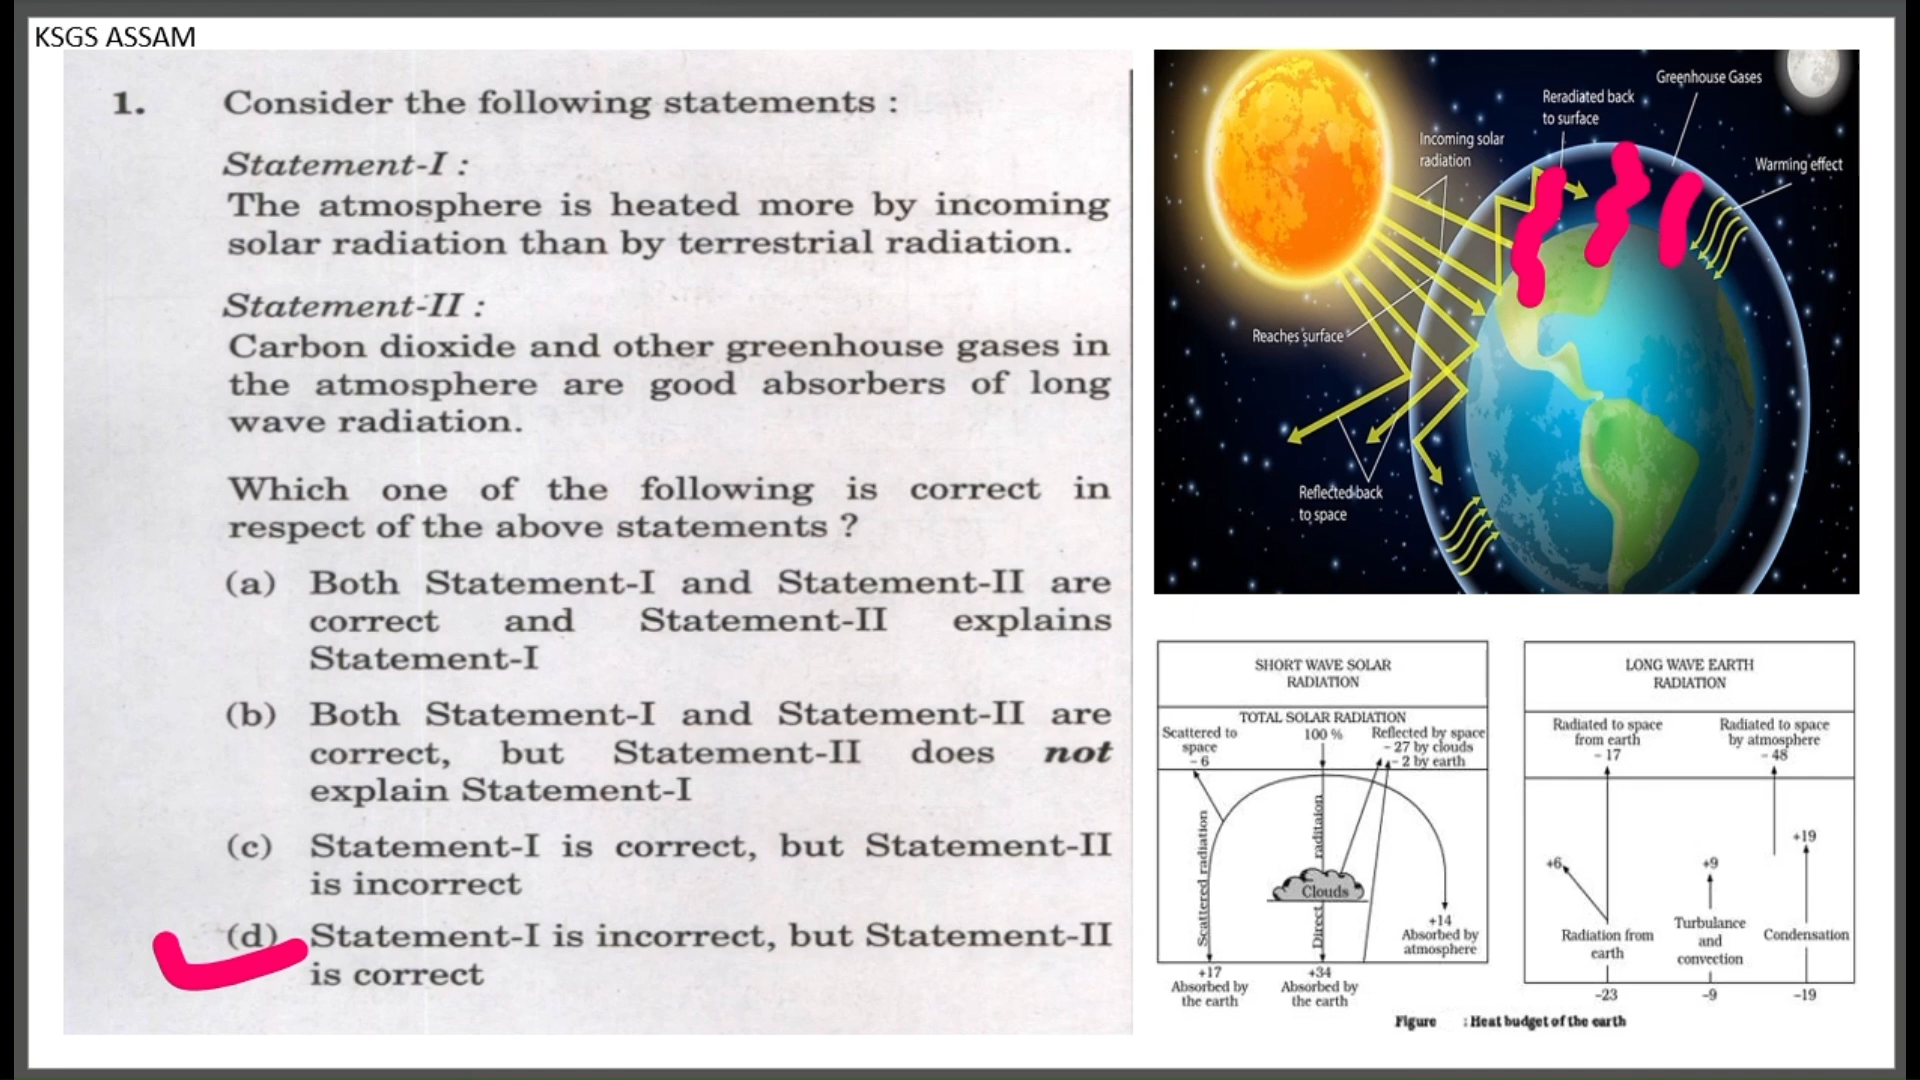 KSGS ASSAM
1. Consider the following statements :
Statement-I :
The atmosphere is heated more by incoming
solar radiation than by terrestrial radiation.
Statement-II :
Carbon dioxide and other greenhouse gases in
the atmosphere are good absorbers of long
wave radiation.
Which one of the following is correct in
respect of the above statements ?
(a) Both Statement-I and Statement-II are
correct and Statement-II explains
Statement-I
(b) Both Statement-I and Statement-II are
correct, but Statement-II does not
explain Statement-I
(c) Statement-I is correct, but Statement-II
is incorrect
(d) Statement-I is incorrect, but Statement-II
is correct
Greenhouse Gases
Reradiated back
to surface
Incoming solar
radiation
Warming effect
Reaches surface
Reflected back
to space
SHORT WAVE SOLAR
RADIATION
TOTAL SOLAR RADIATION
Scattered to
space
- 6
100 %
Reflected by space
- 27 by clouds
- 2 by earth
Scattered radiation
Direct raditaion
Clouds
+14
Absorbed by
atmosphere
+17
Absorbed by
the earth
+34
Absorbed by
the earth
LONG WAVE EARTH
RADIATION
Radiated to space
from earth
- 17
Radiated to space
by atmosphere
- 48
+6
+9
+19
Radiation from
earth
Turbulance
and
convection
Condensation
-23
-9
-19
Figure : Heat budget of the earth